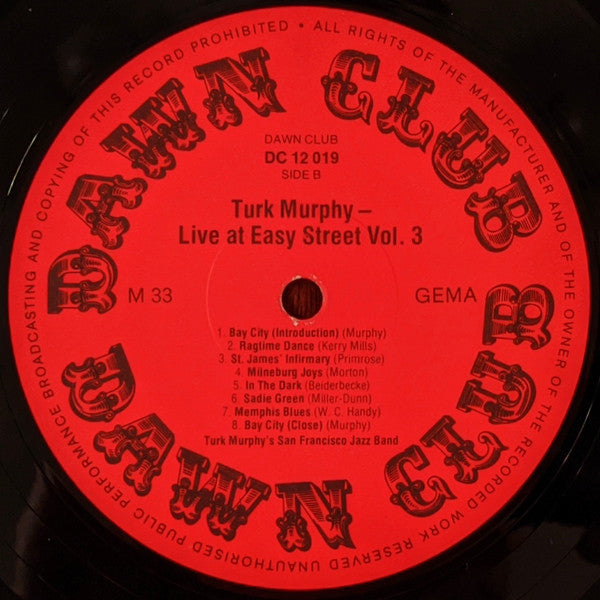 ALL RIGHTS OF THE MANUFACTURER AND OF THE OWNER OF THE RECORDED WORK RESERVED UNAUTHORISED PUBLIC PERFORMANCE BROADCASTING AND COPYING OF THIS RECORD PROHIBITED •
DAWN CLUB
DAWN CLUB
DAWN CLUB
DC 12 019
SIDE B
Turk Murphy –
Live at Easy Street Vol. 3
M 33
GEMA
1. Bay City (Introduction) (Murphy)
2. Ragtime Dance (Kerry Mills)
3. St. James' Infirmary (Primrose)
4. Milneburg Joys (Morton)
5. In The Dark (Beiderbecke)
6. Sadie Green (Miller-Dunn)
7. Memphis Blues (W. C. Handy)
8. Bay City (Close) (Murphy)
Turk Murphy's San Francisco Jazz Band